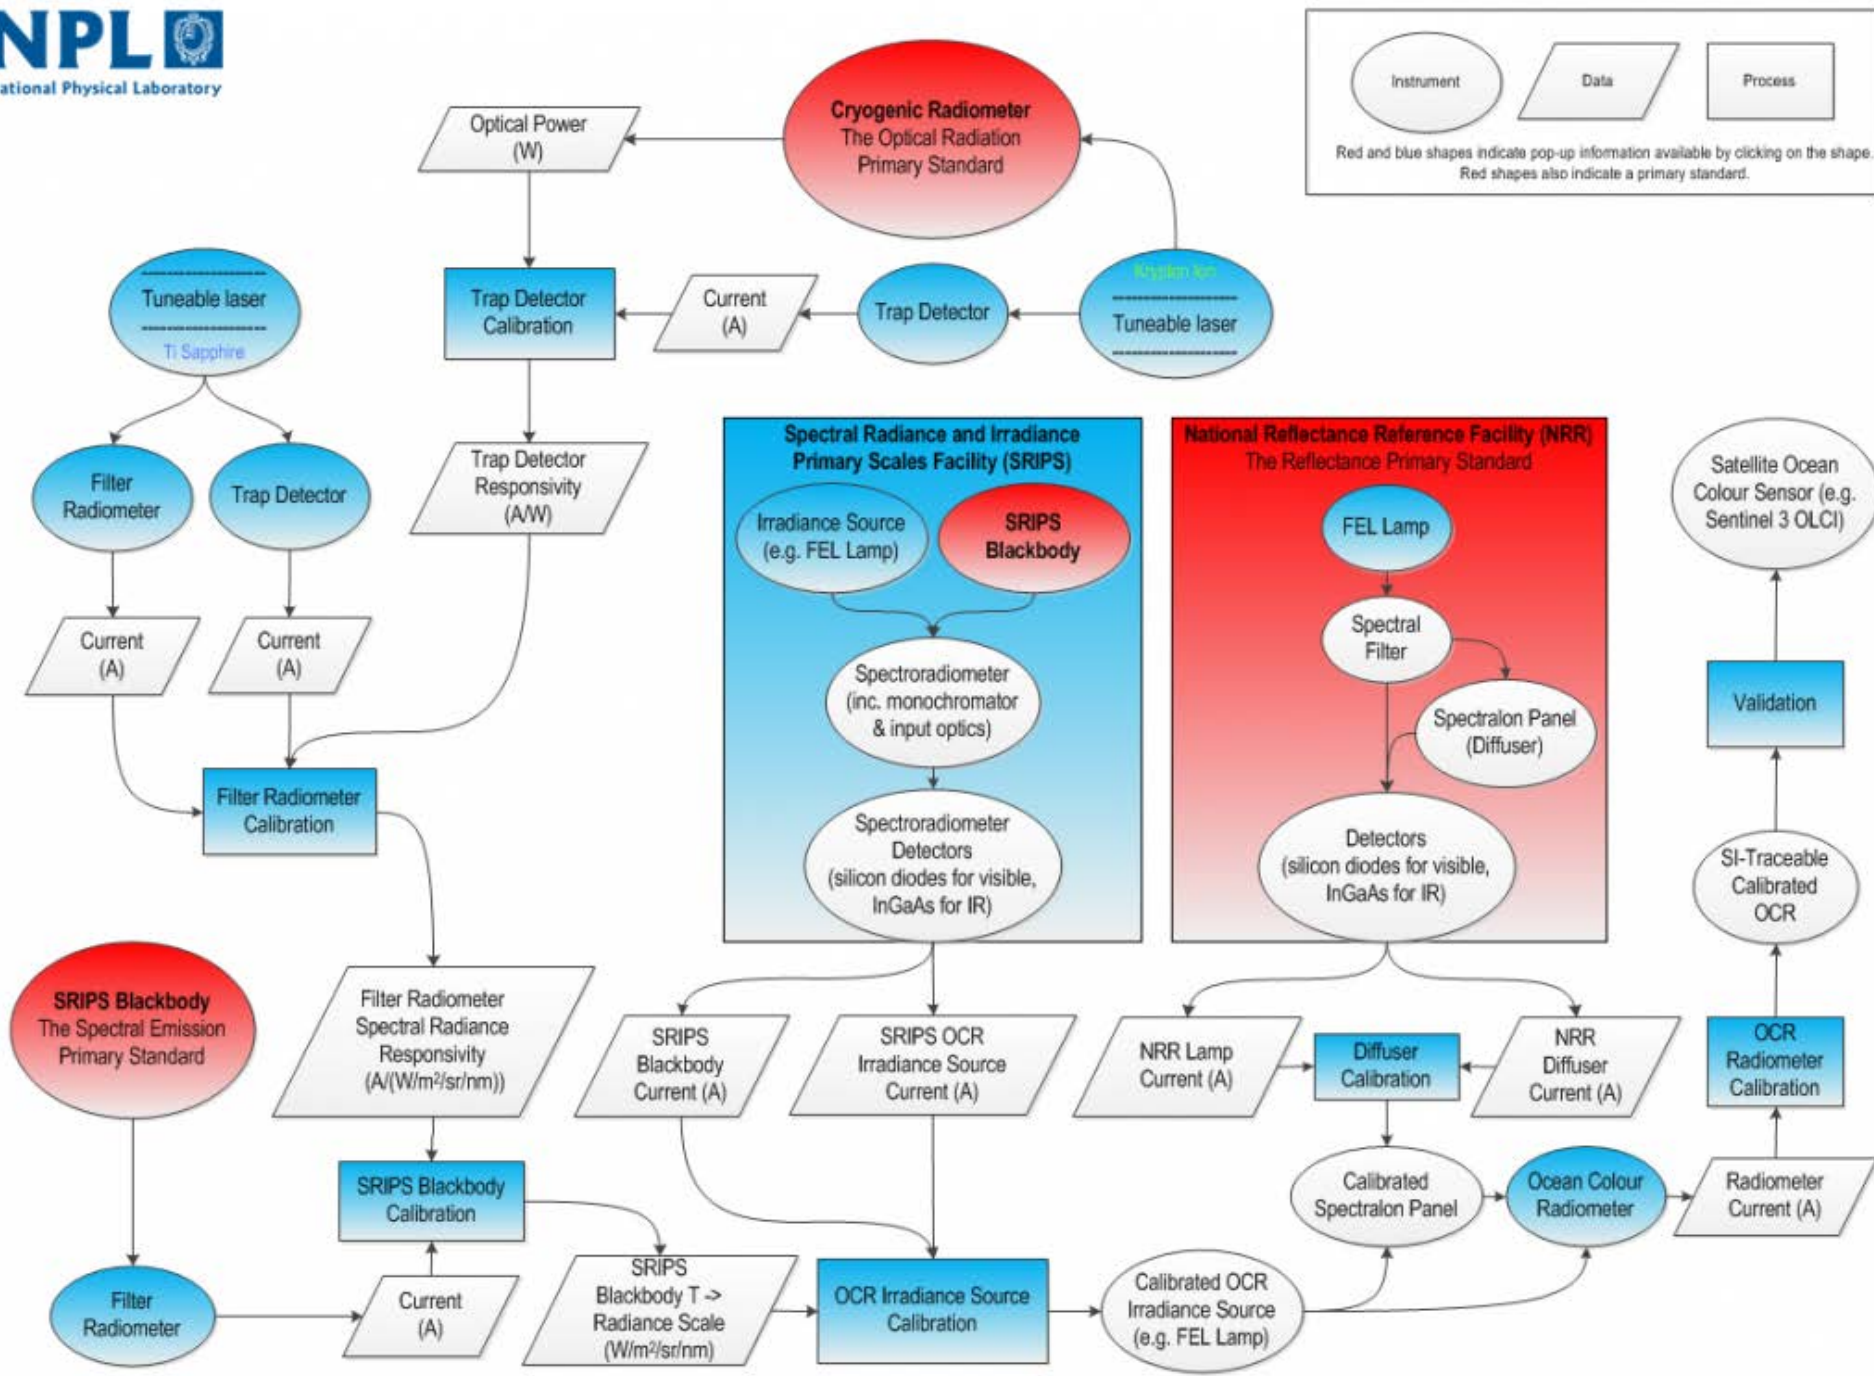 NPL
ational Physical Laboratory
Instrument
Data
Process
Red and blue shapes indicate pop-up information available by clicking on the shape.
Red shapes also indicate a primary standard.
Optical Power
(W)
Cryogenic Radiometer
The Optical Radiation
Primary Standard
Tuneable laser
Ti Sapphire
Trap Detector
Calibration
Current
(A)
Trap Detector
Krypton Ion
Tuneable laser
Filter
Radiometer
Trap Detector
Trap Detector
Responsivity
(A/W)
Current
(A)
Current
(A)
Filter Radiometer
Calibration
Spectral Radiance and Irradiance
Primary Scales Facility (SRIPS)
Irradiance Source
(e.g. FEL Lamp)
SRIPS
Blackbody
Spectroradiometer
(inc. monochromator
& input optics)
Spectroradiometer
Detectors
(silicon diodes for visible,
InGaAs for IR)
National Reflectance Reference Facility (NRR)
The Reflectance Primary Standard
FEL Lamp
Spectral
Filter
Spectralon Panel
(Diffuser)
Detectors
(silicon diodes for visible,
InGaAs for IR)
Satellite Ocean
Colour Sensor (e.g.
Sentinel 3 OLCI)
Validation
SI-Traceable
Calibrated
OCR
OCR
Radiometer
Calibration
SRIPS Blackbody
The Spectral Emission
Primary Standard
Filter Radiometer
Spectral Radiance
Responsivity
(A/(W/m²/sr/nm))
SRIPS
Blackbody
Current (A)
SRIPS OCR
Irradiance Source
Current (A)
NRR Lamp
Current (A)
Diffuser
Calibration
NRR
Diffuser
Current (A)
SRIPS Blackbody
Calibration
Calibrated
Spectralon Panel
Ocean Colour
Radiometer
Radiometer
Current (A)
Filter
Radiometer
Current
(A)
SRIPS
Blackbody T ->
Radiance Scale
(W/m²/sr/nm)
OCR Irradiance Source
Calibration
Calibrated OCR
Irradiance Source
(e.g. FEL Lamp)